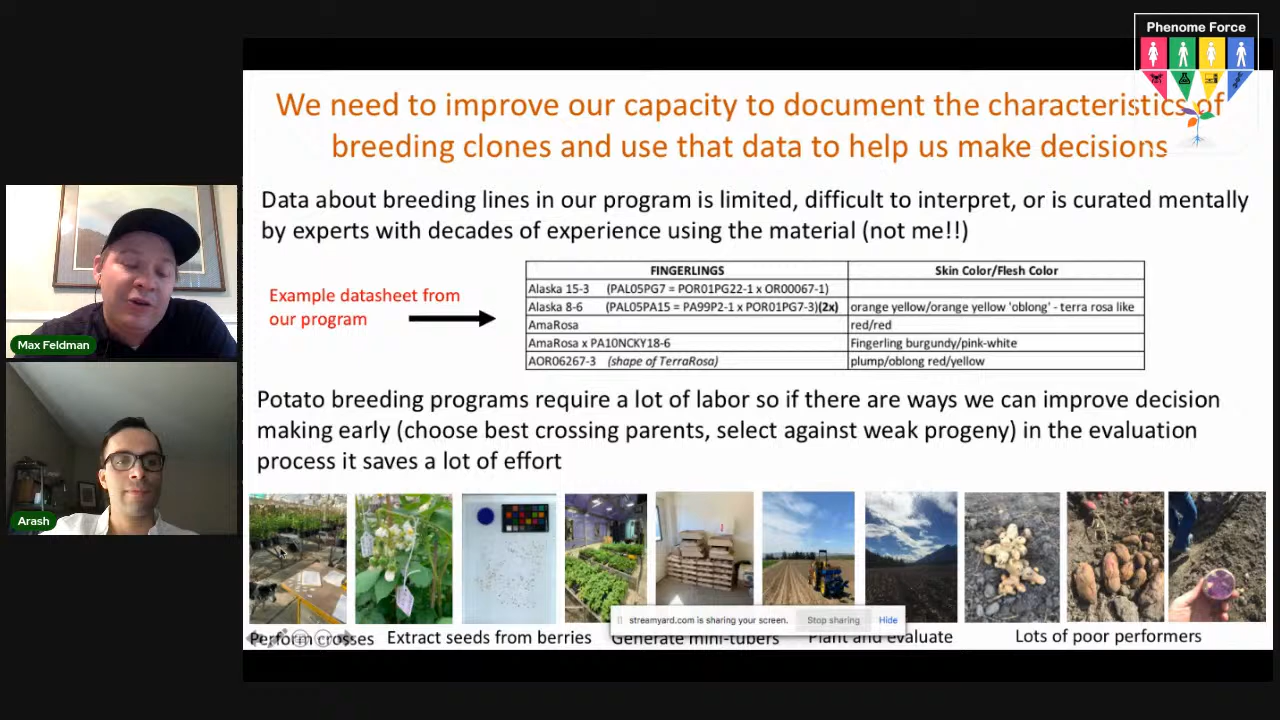 Phenome Force
We need to improve our capacity to document the characteristics of
breeding clones and use that data to help us make decisions
Data about breeding lines in our program is limited, difficult to interpret, or is curated mentally
by experts with decades of experience using the material (not me!!)
Example datasheet from
our program
FINGERLINGS Skin Color/Flesh Color
Alaska 15-3 (PAL05PG7 = POR01PG22-1 x OR00067-1)
Alaska 8-6 (PAL05PA15 = PA99P2-1 x POR01PG7-3)(2x) orange yellow/orange yellow 'oblong' - terra rosa like
AmaRosa red/red
AmaRosa x PA10NCKY18-6 Fingerling burgundy/pink-white
AOR06267-3 (shape of TerraRosa) plump/oblong red/yellow
Max Feldman
Potato breeding programs require a lot of labor so if there are ways we can improve decision
making early (choose best crossing parents, select against weak progeny) in the evaluation
process it saves a lot of effort
Arash
streamyard.com is sharing your screen. Stop sharing Hide
Perform crosses Extract seeds from berries Generate mini-tubers Plant and evaluate Lots of poor performers